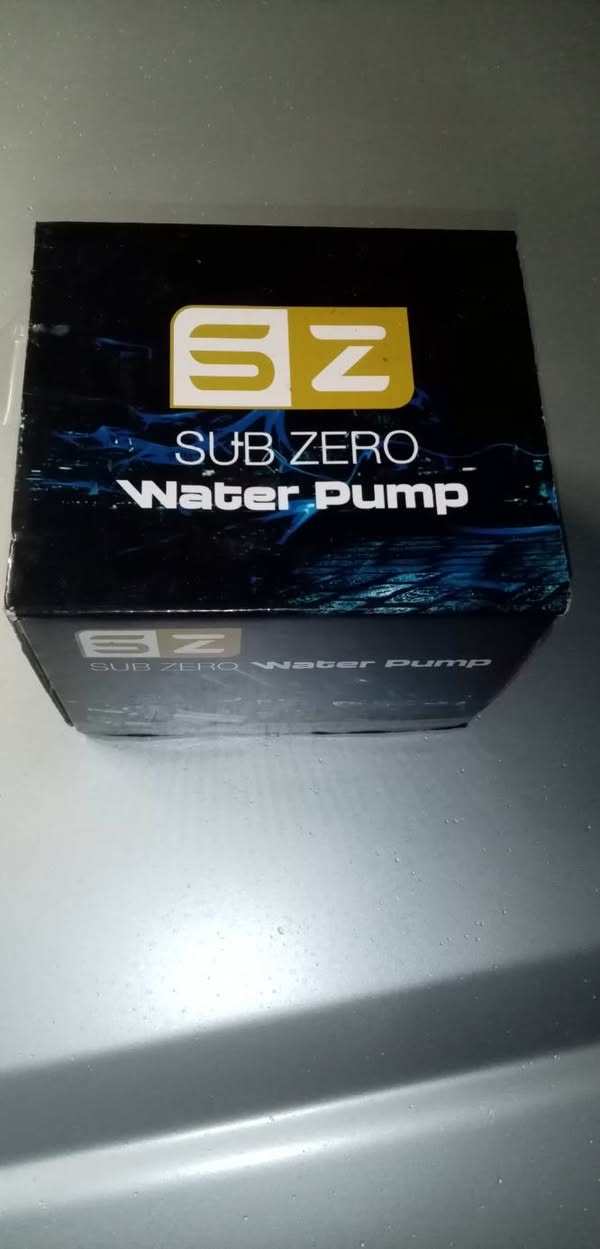 SZ
SUB ZERO
Water Pump
SZ
SUB ZERO Water Pump